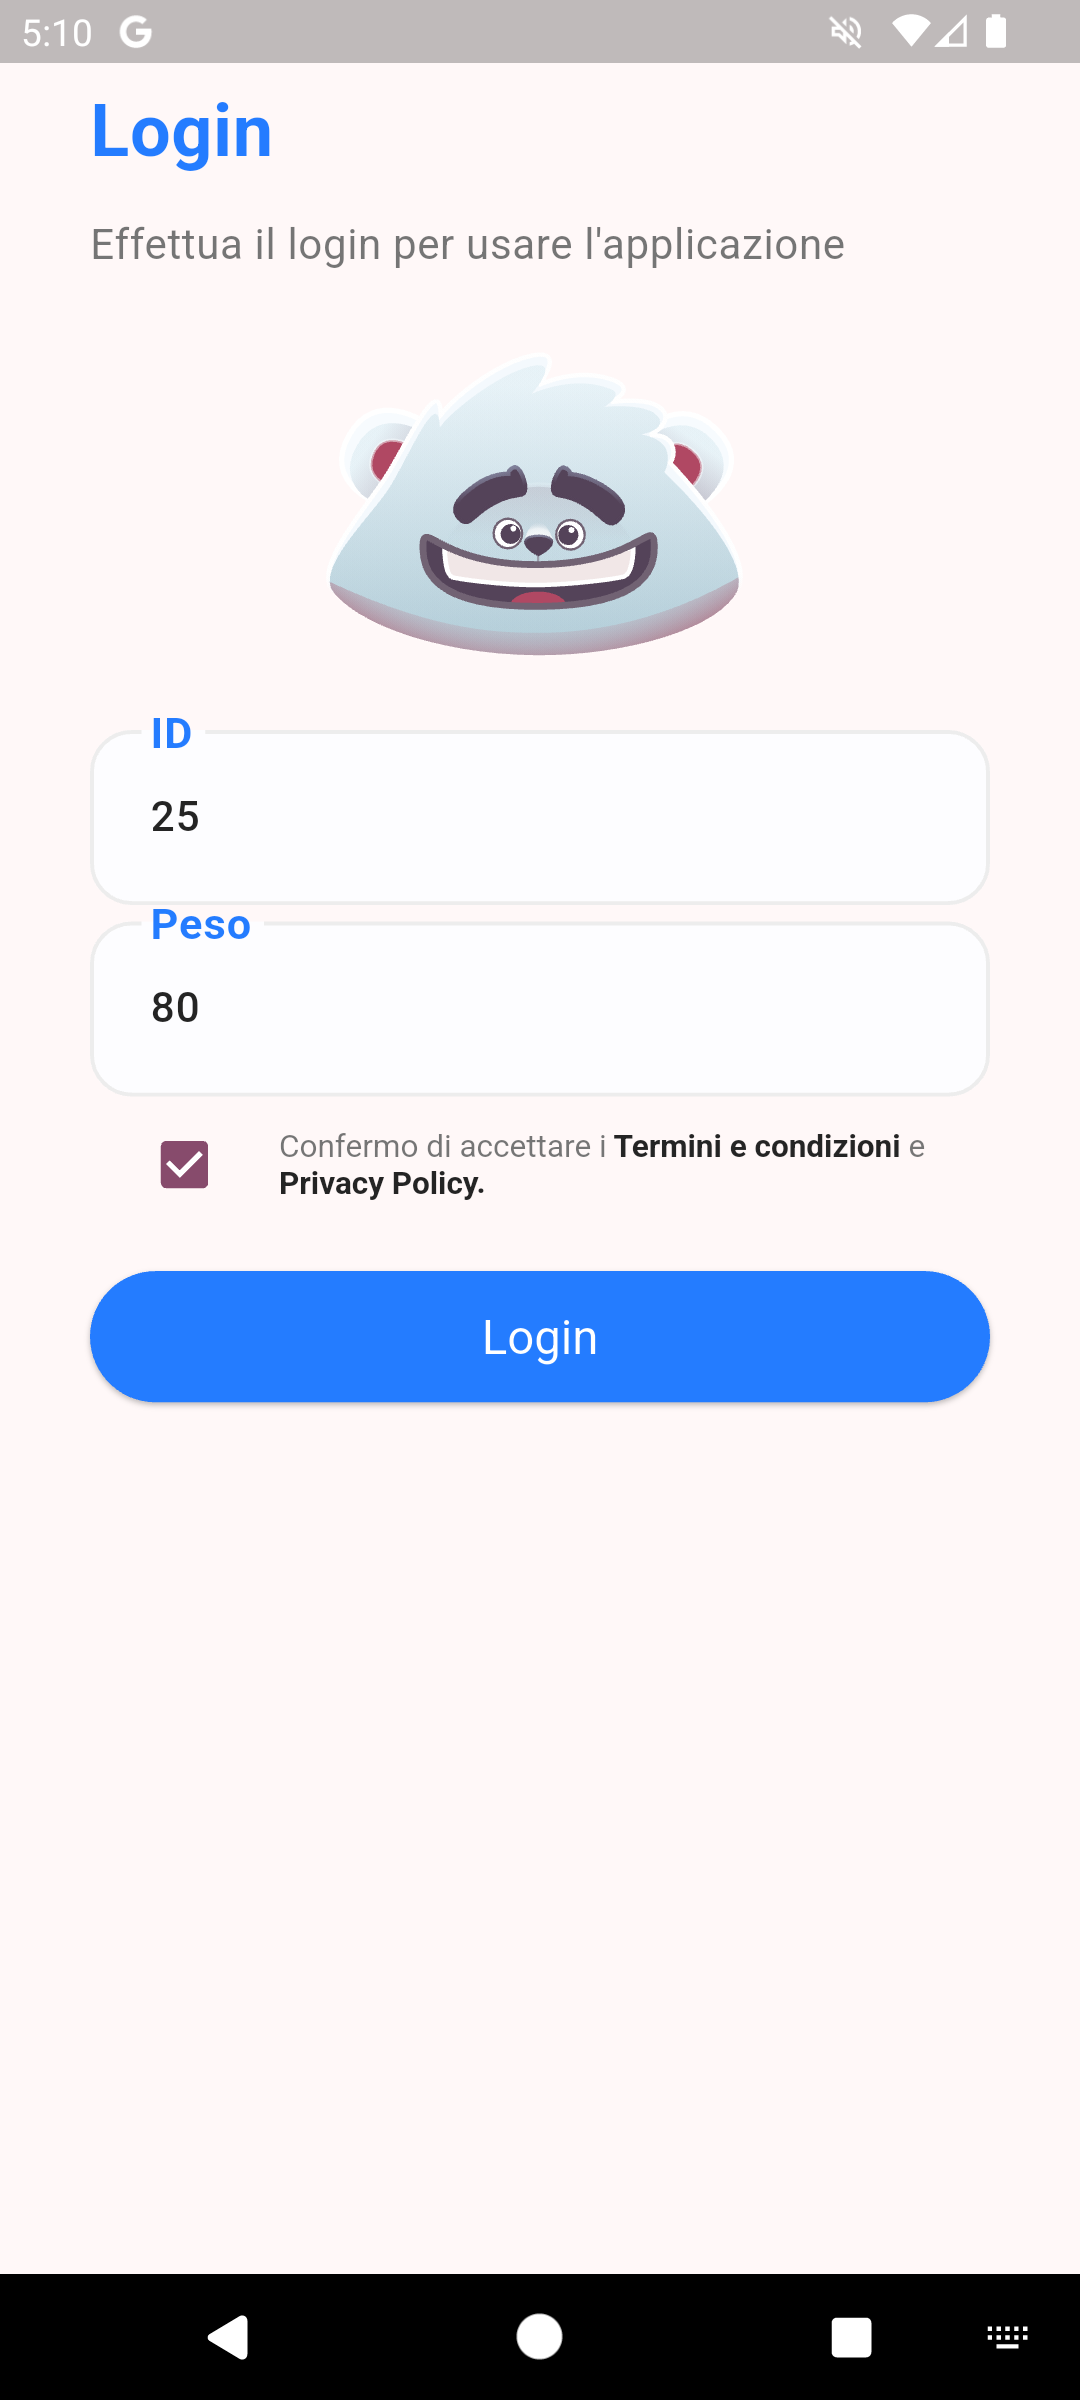 5:10
Login
Effettua il login per usare l'applicazione
ID
25
Peso
80
Confermo di accettare i Termini e condizioni e
Privacy Policy.
Login